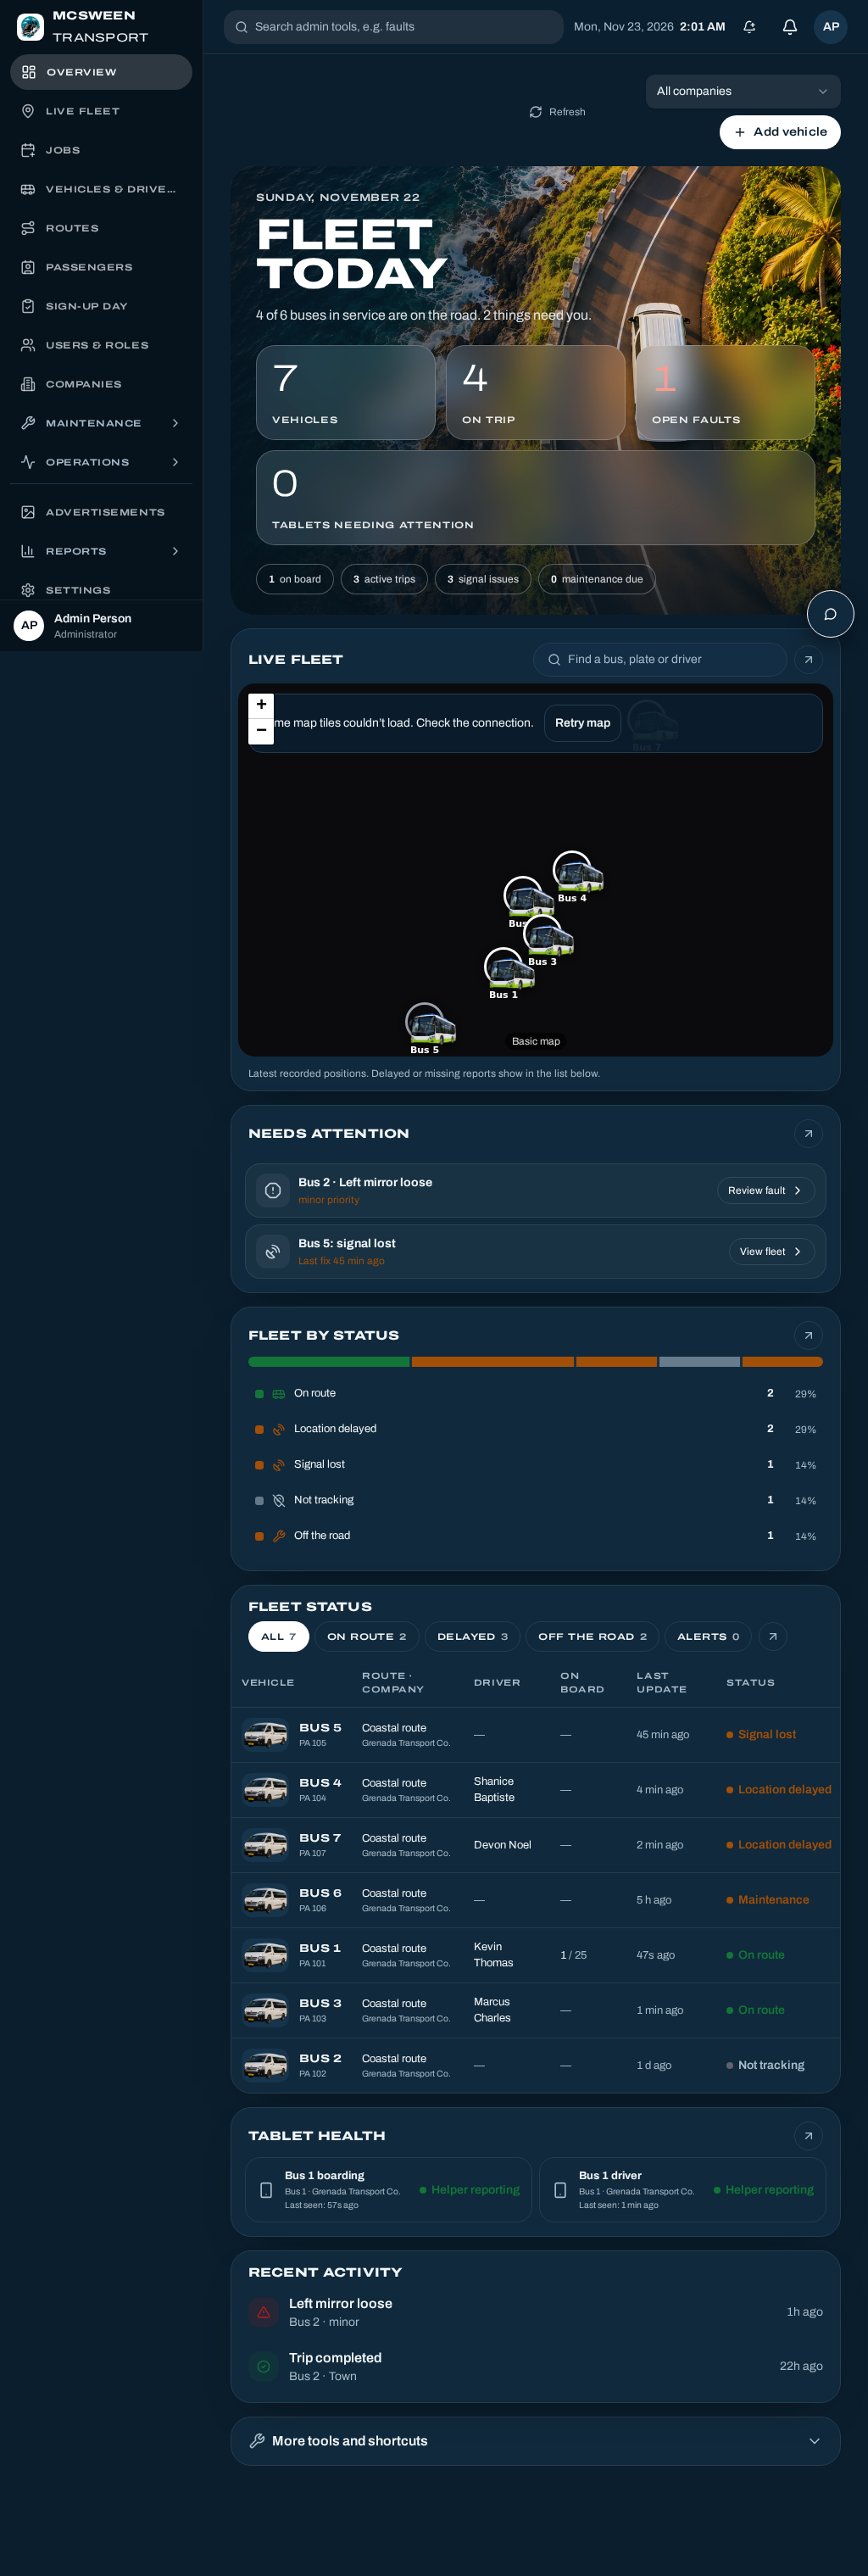 MCSWEEN
TRANSPORT
Search admin tools, e.g. faults
Mon, Nov 23, 2026 2:01 AM
AP
OVERVIEW
LIVE FLEET
JOBS
VEHICLES & DRIVE...
ROUTES
PASSENGERS
SIGN-UP DAY
USERS & ROLES
COMPANIES
MAINTENANCE
OPERATIONS
ADVERTISEMENTS
REPORTS
SETTINGS
AP
Admin Person
Administrator
Refresh
All companies
Add vehicle
SUNDAY, NOVEMBER 22
FLEET
TODAY
4 of 6 buses in service are on the road. 2 things need you.
7
VEHICLES
4
ON TRIP
1
OPEN FAULTS
0
TABLETS NEEDING ATTENTION
1 on board
3 active trips
3 signal issues
0 maintenance due
LIVE FLEET
Find a bus, plate or driver
+
−
me map tiles couldn't load. Check the connection.
Retry map
Bus 7
Bus 4
Bus
Bus 3
Bus 1
Bus 5
Basic map
Latest recorded positions. Delayed or missing reports show in the list below.
NEEDS ATTENTION
Bus 2 · Left mirror loose
minor priority
Review fault
Bus 5: signal lost
Last fix 45 min ago
View fleet
FLEET BY STATUS
On route 2 29%
Location delayed 2 29%
Signal lost 1 14%
Not tracking 1 14%
Off the road 1 14%
FLEET STATUS
ALL 7
ON ROUTE 2
DELAYED 3
OFF THE ROAD 2
ALERTS 0
VEHICLE
ROUTE ·
COMPANY
DRIVER
ON
BOARD
LAST
UPDATE
STATUS
BUS 5
PA 105
Coastal route
Grenada Transport Co.
—
—
45 min ago
Signal lost
BUS 4
PA 104
Coastal route
Grenada Transport Co.
Shanice
Baptiste
—
4 min ago
Location delayed
BUS 7
PA 107
Coastal route
Grenada Transport Co.
Devon Noel
—
2 min ago
Location delayed
BUS 6
PA 106
Coastal route
Grenada Transport Co.
—
—
5 h ago
Maintenance
BUS 1
PA 101
Coastal route
Grenada Transport Co.
Kevin
Thomas
1 / 25
47s ago
On route
BUS 3
PA 103
Coastal route
Grenada Transport Co.
Marcus
Charles
—
1 min ago
On route
BUS 2
PA 102
Coastal route
Grenada Transport Co.
—
—
1 d ago
Not tracking
TABLET HEALTH
Bus 1 boarding
Bus 1 · Grenada Transport Co.
Last seen: 57s ago
Helper reporting
Bus 1 driver
Bus 1 · Grenada Transport Co.
Last seen: 1 min ago
Helper reporting
RECENT ACTIVITY
Left mirror loose
Bus 2 · minor
1h ago
Trip completed
Bus 2 · Town
22h ago
More tools and shortcuts